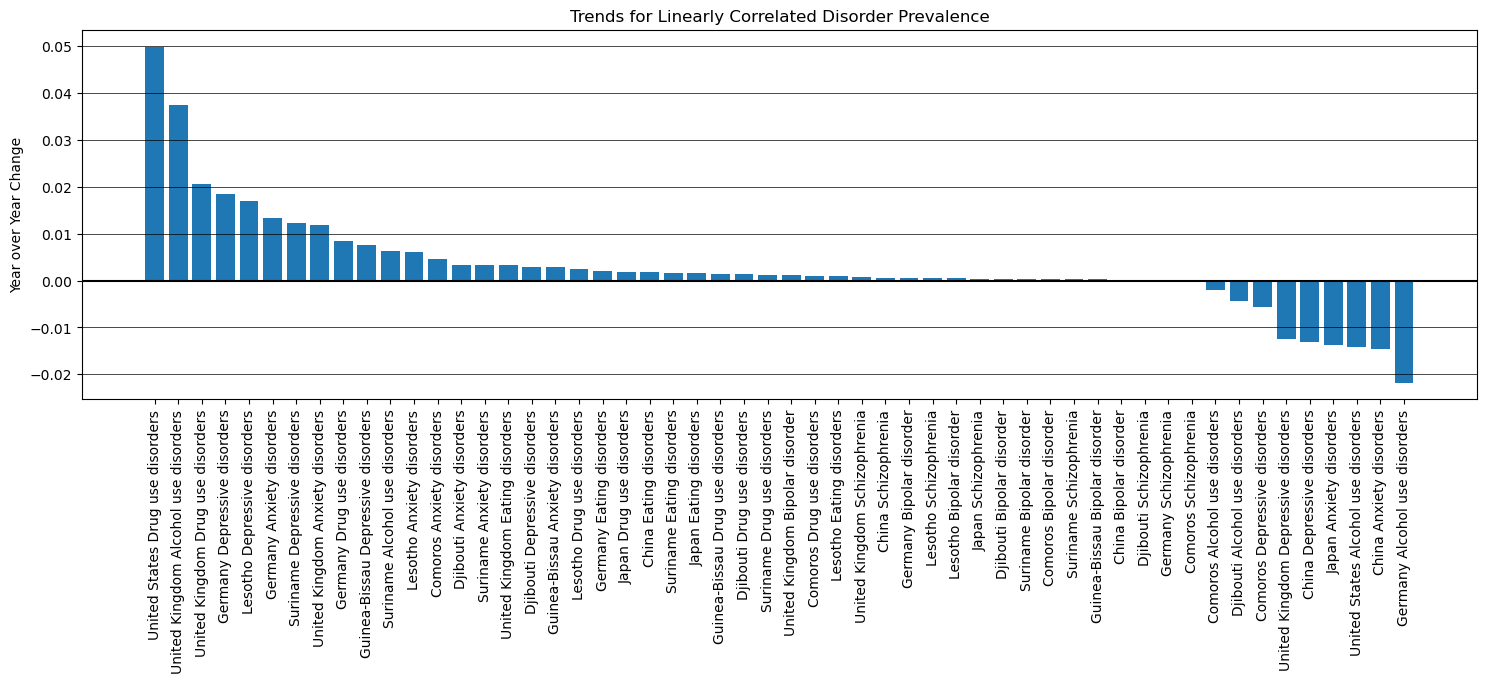 Trends for Linearly Correlated Disorder Prevalence
Year over Year Change
0.05
0.04
0.03
0.02
0.01
0.00
−0.01
−0.02
United States Drug use disorders
United Kingdom Alcohol use disorders
United Kingdom Drug use disorders
Germany Depressive disorders
Lesotho Depressive disorders
Germany Anxiety disorders
Suriname Depressive disorders
United Kingdom Anxiety disorders
Germany Drug use disorders
Guinea-Bissau Depressive disorders
Suriname Alcohol use disorders
Lesotho Anxiety disorders
Comoros Anxiety disorders
Djibouti Anxiety disorders
Suriname Anxiety disorders
United Kingdom Eating disorders
Djibouti Depressive disorders
Guinea-Bissau Anxiety disorders
Lesotho Drug use disorders
Germany Eating disorders
Japan Drug use disorders
China Eating disorders
Suriname Eating disorders
Japan Eating disorders
Guinea-Bissau Drug use disorders
Djibouti Drug use disorders
Suriname Drug use disorders
United Kingdom Bipolar disorder
Comoros Drug use disorders
Lesotho Eating disorders
United Kingdom Schizophrenia
China Schizophrenia
Germany Bipolar disorder
Lesotho Schizophrenia
Lesotho Bipolar disorder
Japan Schizophrenia
Djibouti Bipolar disorder
Suriname Bipolar disorder
Comoros Bipolar disorder
Suriname Schizophrenia
Guinea-Bissau Bipolar disorder
China Bipolar disorder
Djibouti Schizophrenia
Germany Schizophrenia
Comoros Schizophrenia
Comoros Alcohol use disorders
Djibouti Alcohol use disorders
Comoros Depressive disorders
United Kingdom Depressive disorders
China Depressive disorders
Japan Anxiety disorders
United States Alcohol use disorders
China Anxiety disorders
Germany Alcohol use disorders